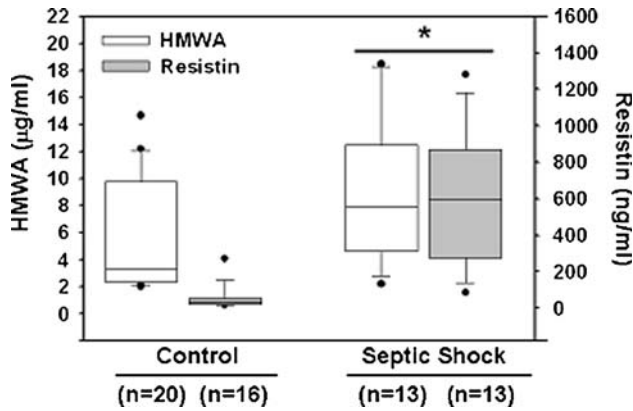 22
20
18
16
14
12
10
8
6
4
2
0
HMWA (μg/ml)
HMWA
Resistin
*
1600
1400
1200
1000
800
600
400
200
0
Resistin (ng/ml)
Control
Septic Shock
(n=20) (n=16)
(n=13) (n=13)